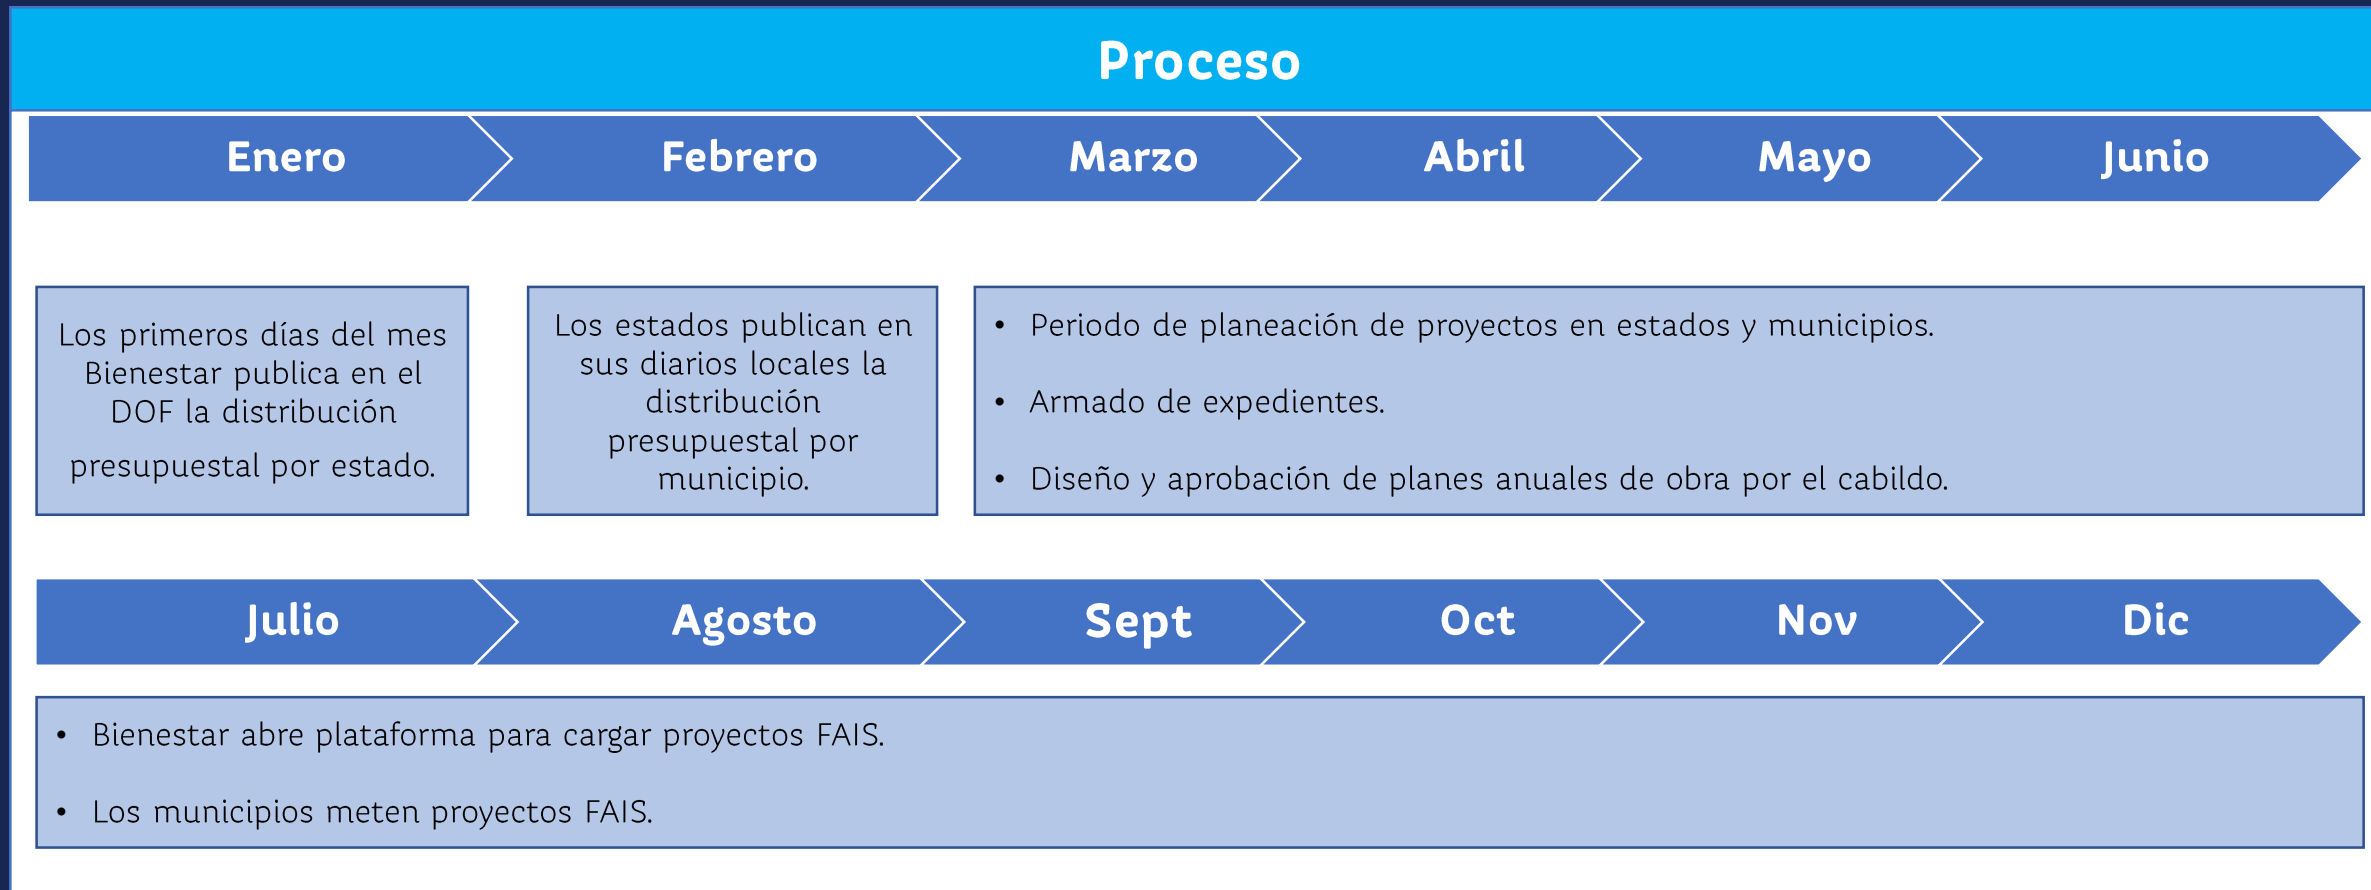 Proceso
Enero
Febrero
Marzo
Abril
Mayo
Junio
Los primeros días del mes
Bienestar publica en el
DOF la distribución
presupuestal por estado.
Los estados publican en
sus diarios locales la
distribución
presupuestal por
municipio.
• Periodo de planeación de proyectos en estados y municipios.
• Armado de expedientes.
• Diseño y aprobación de planes anuales de obra por el cabildo.
Julio
Agosto
Sept
Oct
Nov
Dic
• Bienestar abre plataforma para cargar proyectos FAIS.
• Los municipios meten proyectos FAIS.